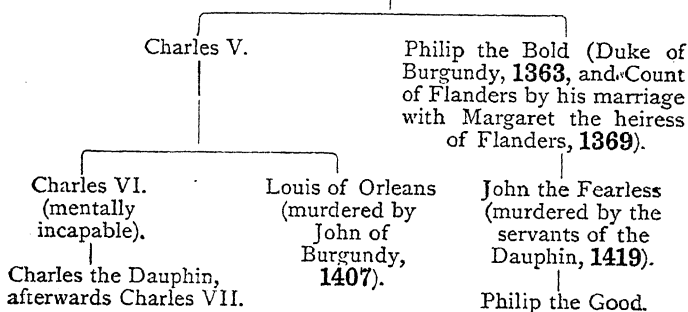 Charles V.
Philip the Bold (Duke of
Burgundy, 1363, and Count
of Flanders by his marriage
with Margaret the heiress
of Flanders, 1369).
Charles VI.
(mentally
incapable).
Louis of Orleans
(murdered by
John of
Burgundy,
1407).
John the Fearless
(murdered by the
servants of the
Dauphin, 1419).
Charles the Dauphin,
afterwards Charles VII.
Philip the Good.